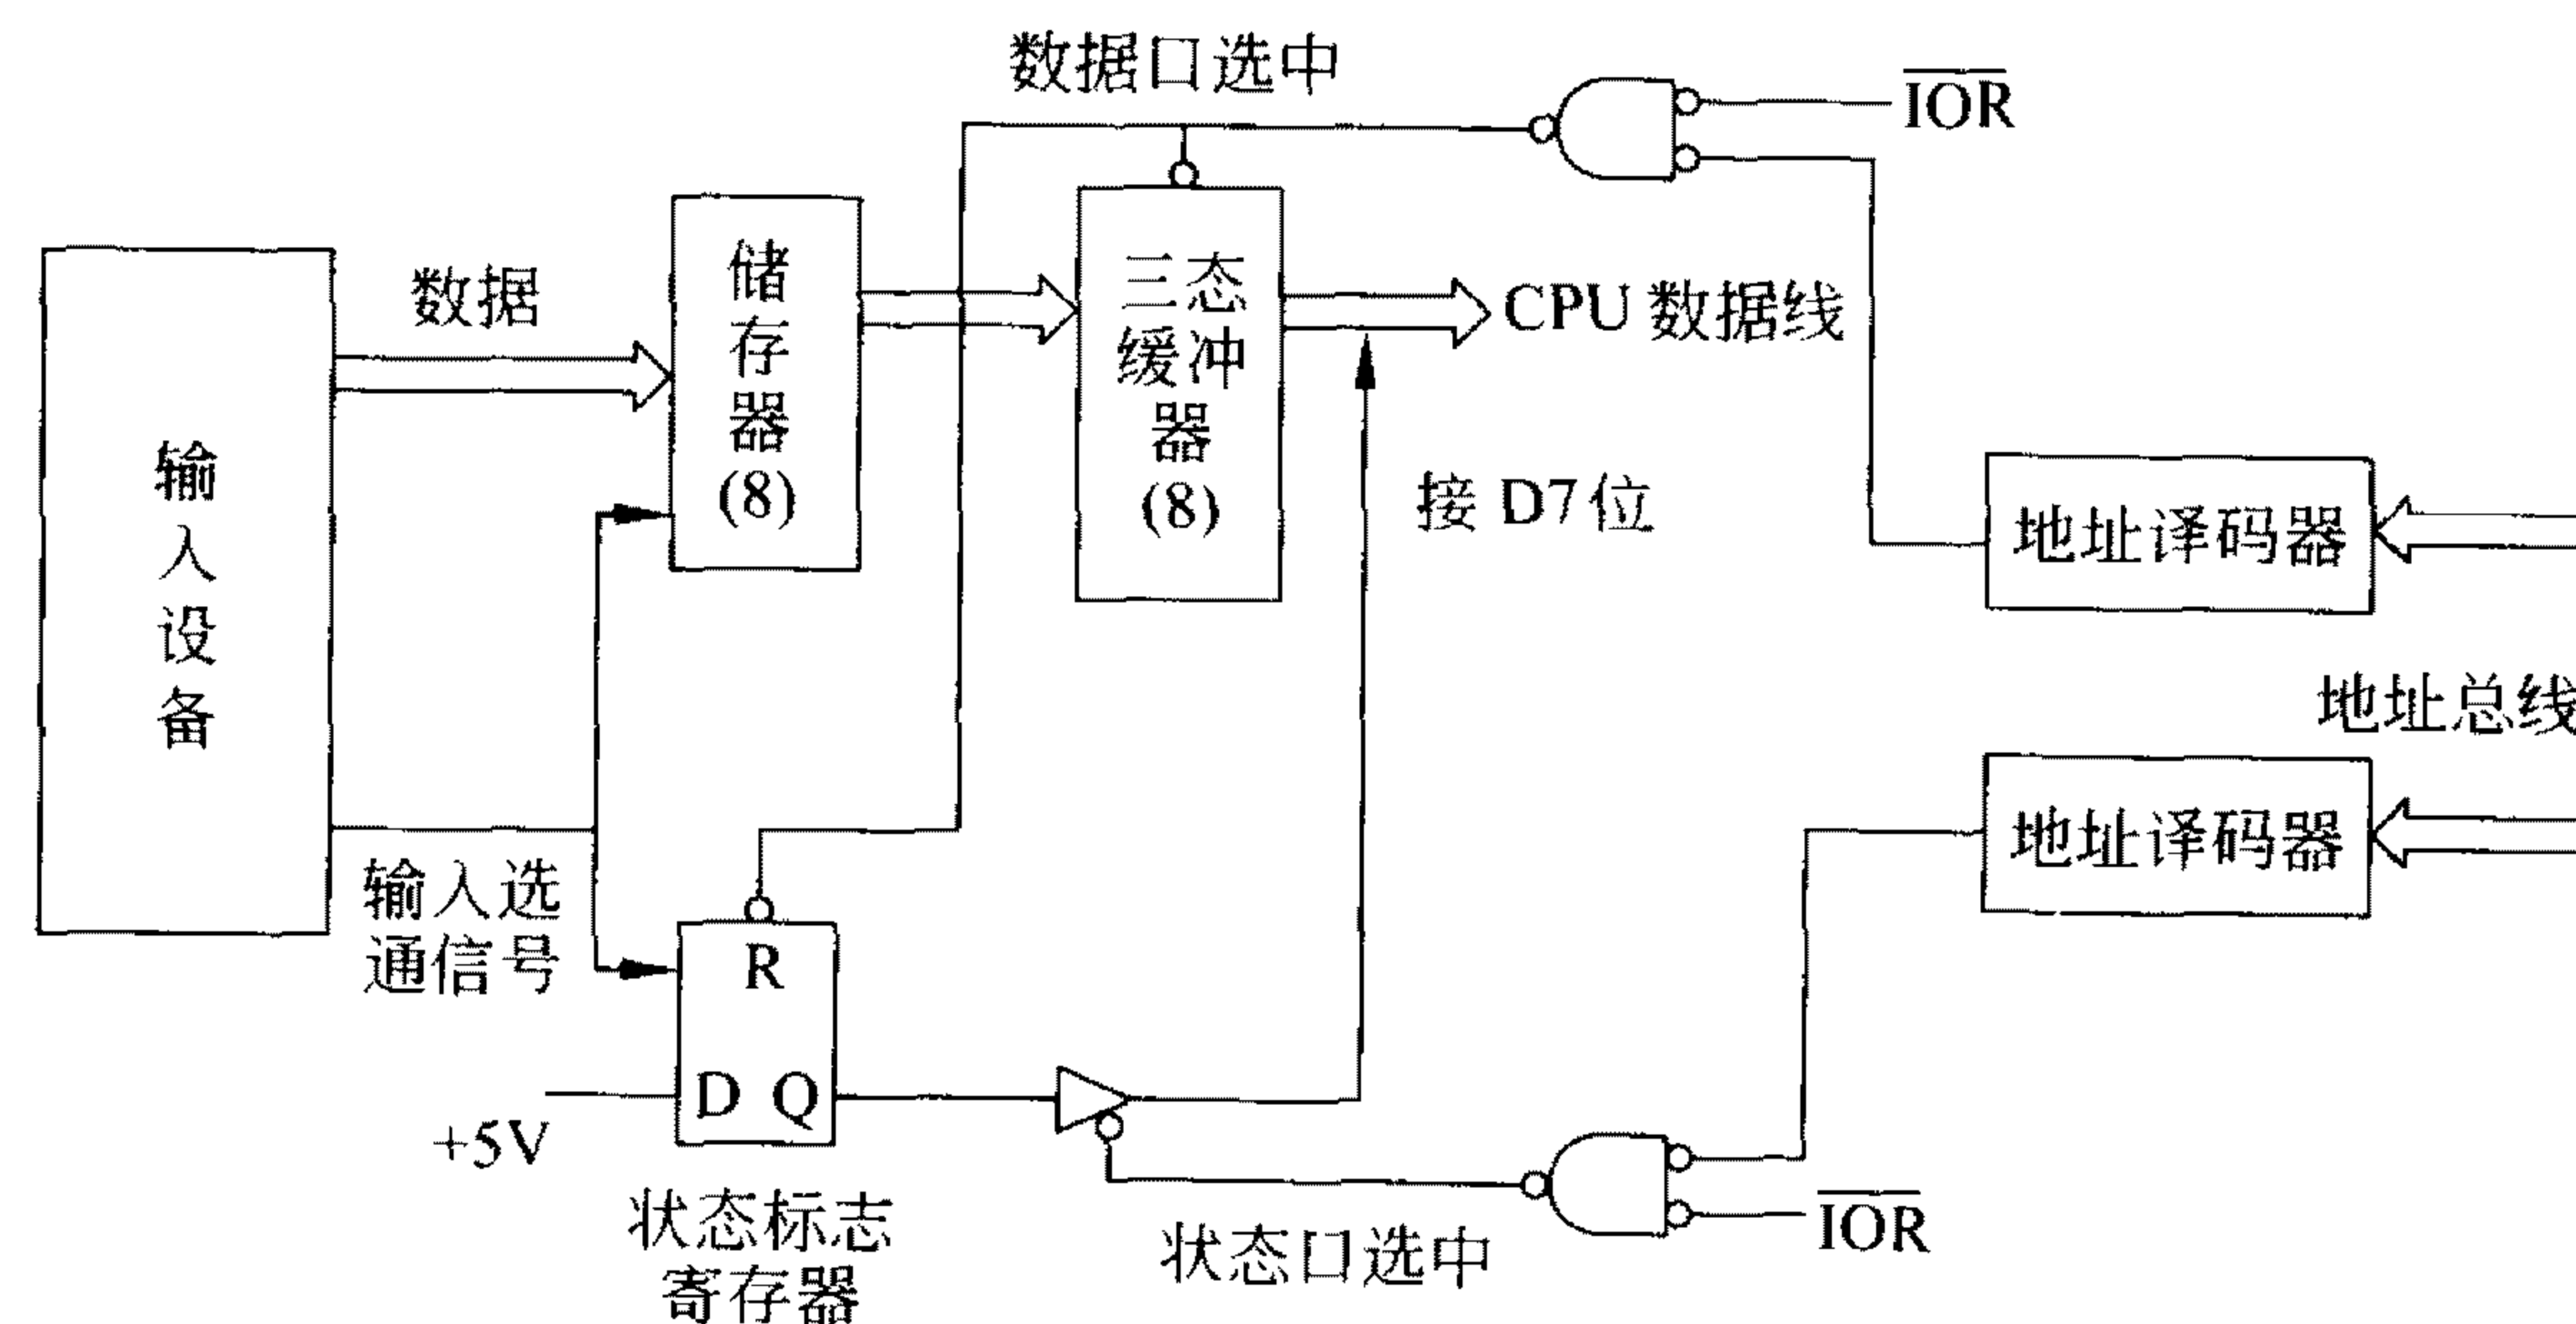 数据口选中
IOR
数据
储存器(8)
三态缓冲器(8)
CPU 数据线
输入设备
接 D7 位
地址译码器
地址总线
地址译码器
输入选
通信号
R
D Q
+5V
状态标志
寄存器
状态口选中
IOR